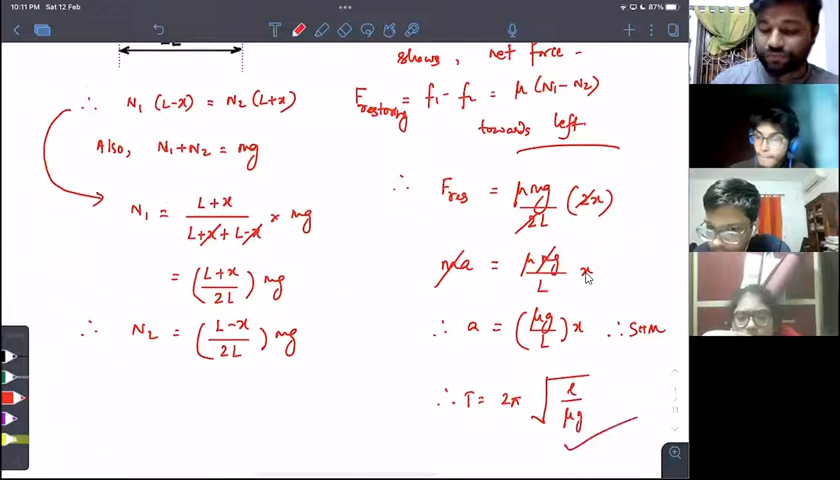 10:11 PM Sat 12 Feb
87%
shows, net force -
∴ N1 (L-x) = N2 (L+x)
F restoring = f1 - f2 = μ (N1 - N2)
towards left
Also, N1 + N2 = mg
∴ Fres = μmg/2L (2x)
N1 = L+x / L+x+L-x × mg
ma = μmg/L x
= (L+x / 2L) mg
∴ N2 = (L-x / 2L) mg
∴ a = (μg/L) x ∴ SHM
∴ T = 2π √(l/μg)